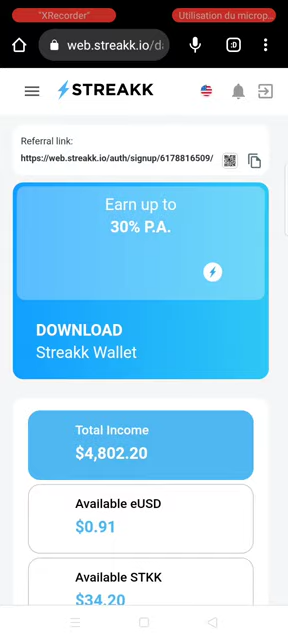 "XRecorder"
Utilisation du microp..
web.streakk.io/da
:D
STREAKK
Referral link:
https://web.streakk.io/auth/signup/6178816509/
Earn up to
30% P.A.
DOWNLOAD
Streakk Wallet
Total Income
$4,802.20
Available eUSD
$0.91
Available STKK
$34.20